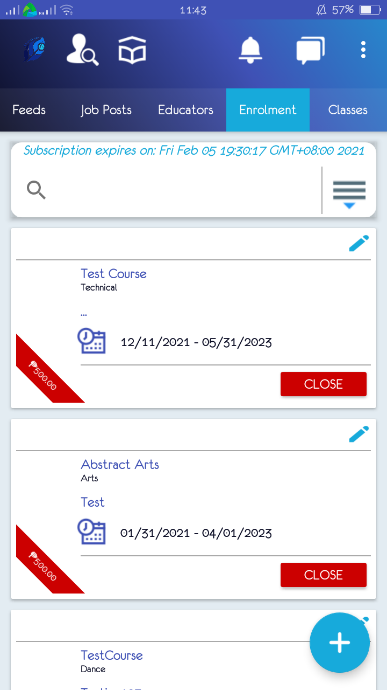 11:43
57%
Feeds
Job Posts
Educators
Enrolment
Classes
Subscription expires on: Fri Feb 05 19:30:17 GMT+08:00 2021
Test Course
Technical
...
12/11/2021 - 05/31/2023
₱500.00
CLOSE
Abstract Arts
Arts
Test
01/31/2021 - 04/01/2023
₱500.00
CLOSE
TestCourse
Dance